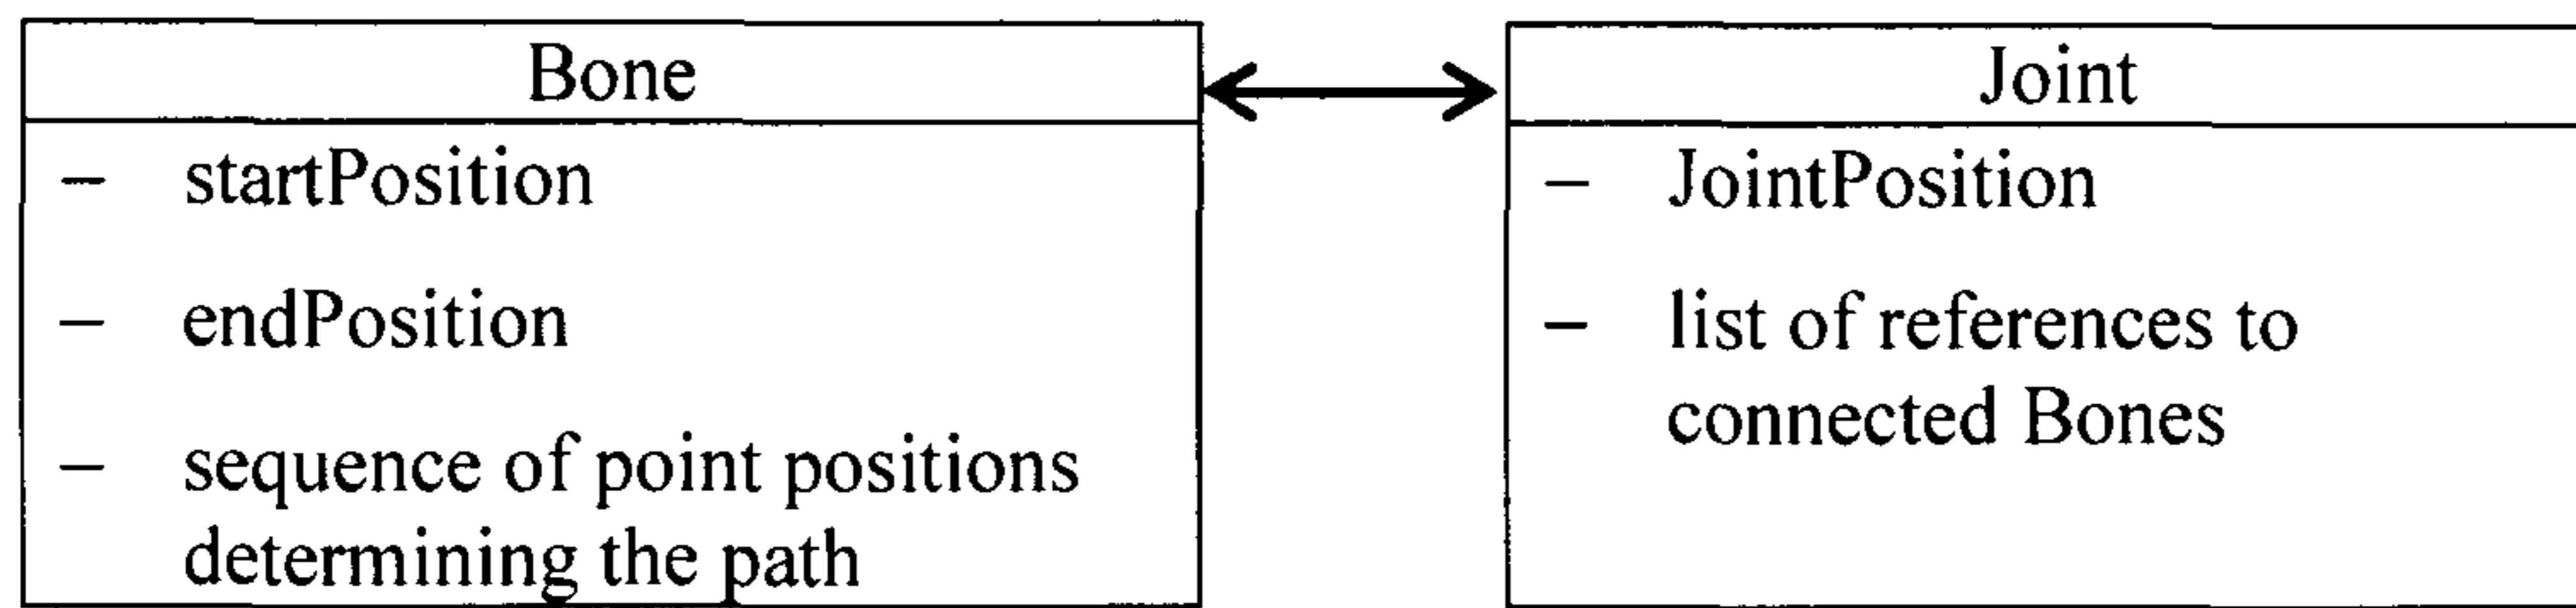 Bone
– startPosition
– endPosition
– sequence of point positions
determining the path
Joint
– JointPosition
– list of references to
connected Bones